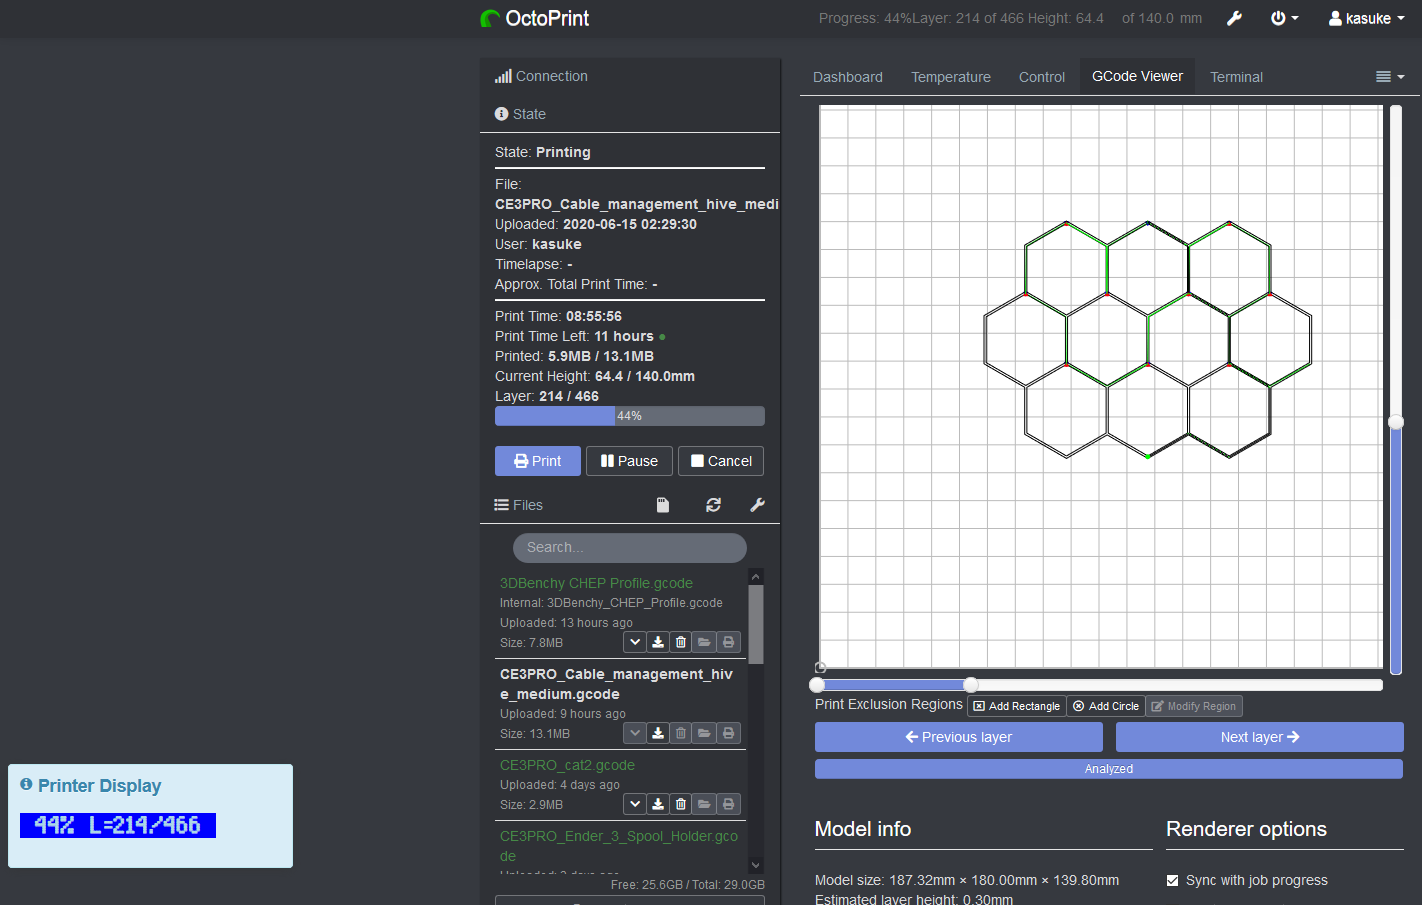 OctoPrint
Progress: 44%Layer: 214 of 466 Height: 64.4 of 140.0 mm
kasuke
Connection
State
State: Printing
File:
CE3PRO_Cable_management_hive_medi
Uploaded: 2020-06-15 02:29:30
User: kasuke
Timelapse: -
Approx. Total Print Time: -
Print Time: 08:55:56
Print Time Left: 11 hours
Printed: 5.9MB / 13.1MB
Current Height: 64.4 / 140.0mm
Layer: 214 / 466
44%
Print Pause Cancel
Files
Search...
3DBenchy CHEP Profile.gcode
Internal: 3DBenchy_CHEP_Profile.gcode
Uploaded: 13 hours ago
Size: 7.8MB
CE3PRO_Cable_management_hiv
e_medium.gcode
Uploaded: 9 hours ago
Size: 13.1MB
CE3PRO_cat2.gcode
Uploaded: 4 days ago
Size: 2.9MB
CE3PRO_Ender_3_Spool_Holder.gco
de
Free: 25.6GB / Total: 29.0GB
Dashboard Temperature Control GCode Viewer Terminal
Print Exclusion Regions Add Rectangle Add Circle Modify Region
Previous layer Next layer
Analyzed
Model info
Model size: 187.32mm × 180.00mm × 139.80mm
Estimated layer height: 0.30mm
Renderer options
Sync with job progress
Printer Display
44% L=214/466